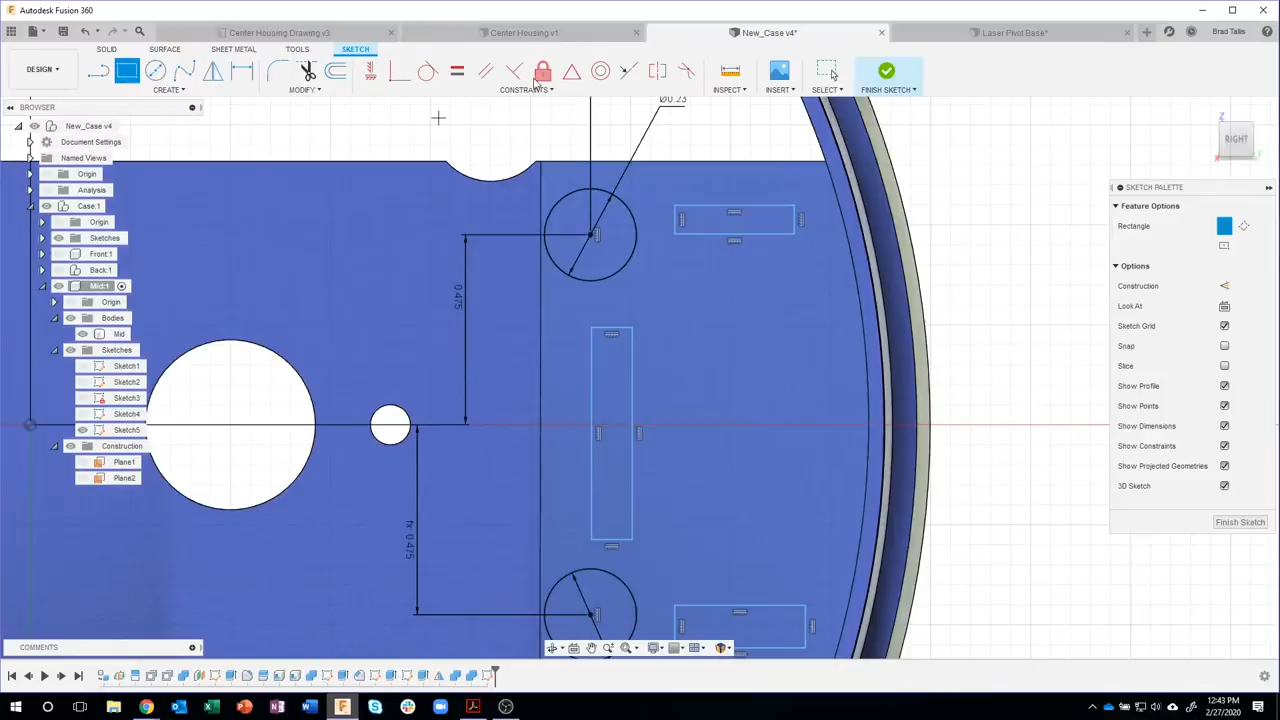 Autodesk Fusion 360
Center Housing Drawing v3
Center Housing v1
New_Case v4*
Laser Pivot Base*
Brad Tallis
SOLID
SURFACE
SHEET METAL
TOOLS
SKETCH
DESIGN
CREATE
MODIFY
CONSTRAINTS
INSPECT
INSERT
SELECT
FINISH SKETCH
BROWSER
New_Case v4
Document Settings
Named Views
Origin
Analysis
Case:1
Origin
Sketches
Front:1
Back:1
Mid:1
Origin
Bodies
Mid
Sketches
Sketch1
Sketch2
Sketch3
Sketch4
Sketch5
Construction
Plane1
Plane2
Ø0.23
0.475
fx: 0.475
Z
X
RIGHT
SKETCH PALETTE
Feature Options
Rectangle
Options
Construction
Look At
Sketch Grid
Snap
Slice
Show Profile
Show Points
Show Dimensions
Show Constraints
Show Projected Geometries
3D Sketch
Finish Sketch
COMMENTS
12:43 PM
2/27/2020